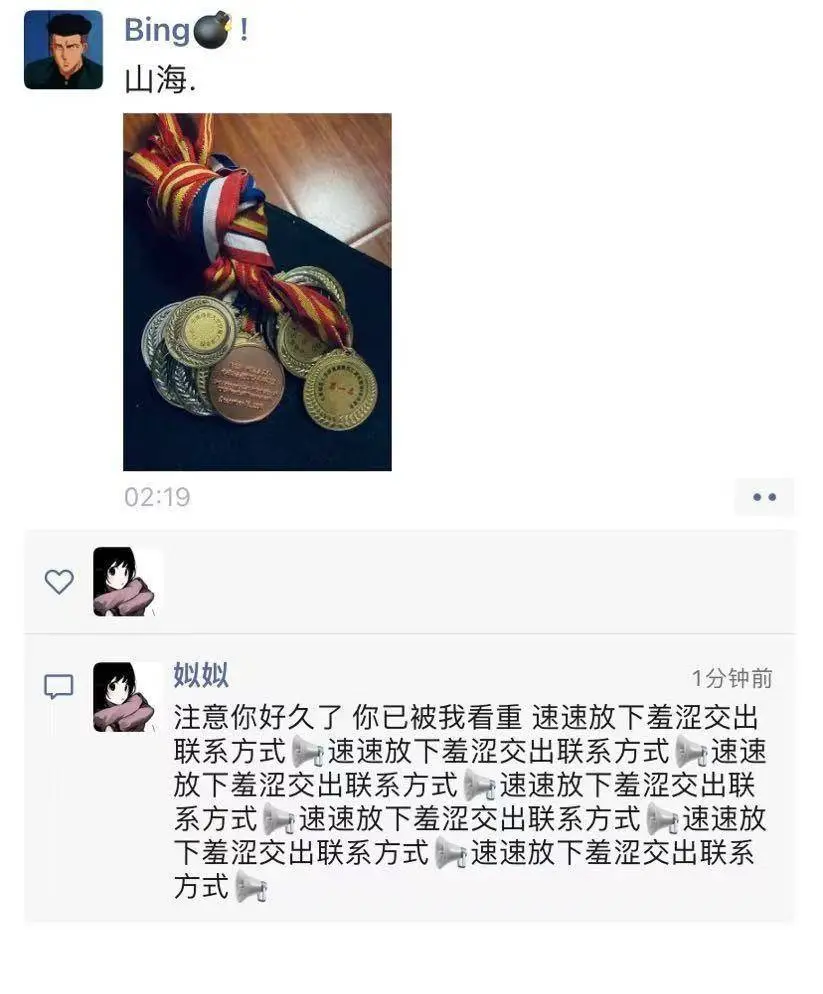 Bing💣！
山海.
02:19
姒姒
1分钟前
注意你好久了 你已被我看重 速速放下羞涩交出
联系方式📢速速放下羞涩交出联系方式📢速速
放下羞涩交出联系方式📢速速放下羞涩交出联
系方式📢速速放下羞涩交出联系方式📢速速放
下羞涩交出联系方式📢速速放下羞涩交出联系
方式📢